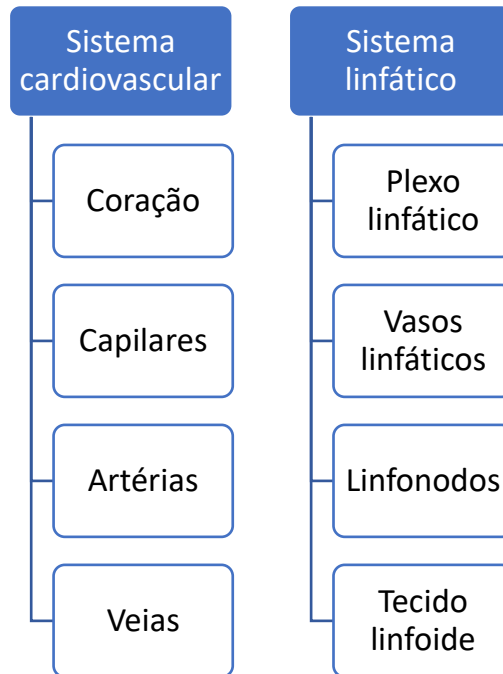 Sistema
cardiovascular
Coração
Capilares
Artérias
Veias
Sistema
linfático
Plexo
linfático
Vasos
linfáticos
Linfonodos
Tecido
linfoide